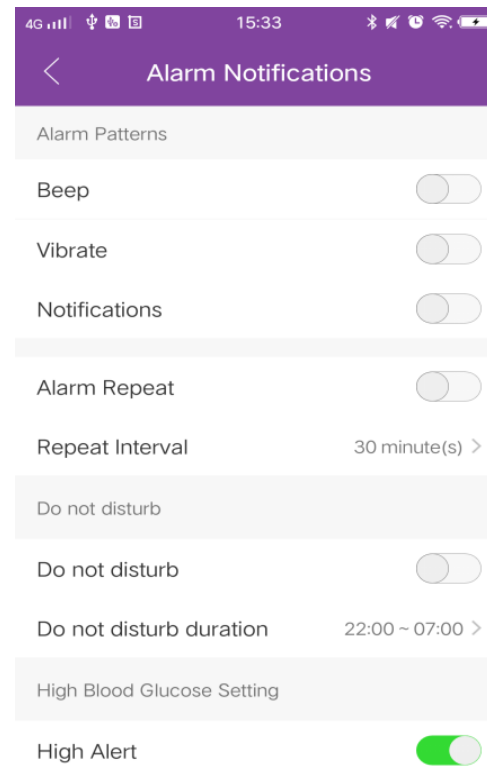 4G 15:33
Alarm Notifications
Alarm Patterns
Beep
Vibrate
Notifications
Alarm Repeat
Repeat Interval 30 minute(s) >
Do not disturb
Do not disturb
Do not disturb duration 22:00 ~ 07:00 >
High Blood Glucose Setting
High Alert